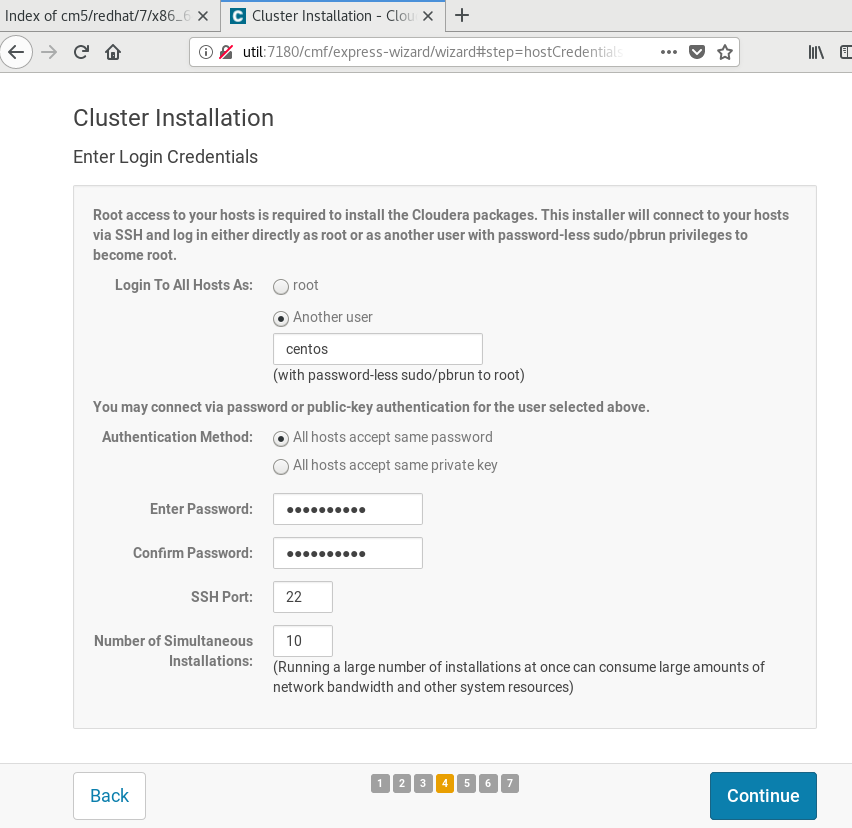 Index of cm5/redhat/7/x86_6
Cluster Installation - Clou
util:7180/cmf/express-wizard/wizard#step=hostCredentials
Cluster Installation
Enter Login Credentials
Root access to your hosts is required to install the Cloudera packages. This installer will connect to your hosts
via SSH and log in either directly as root or as another user with password-less sudo/pbrun privileges to
become root.
Login To All Hosts As: root
Another user
centos
(with password-less sudo/pbrun to root)
You may connect via password or public-key authentication for the user selected above.
Authentication Method: All hosts accept same password
All hosts accept same private key
Enter Password: ●●●●●●●●●●
Confirm Password: ●●●●●●●●●●
SSH Port: 22
Number of Simultaneous 10
Installations: (Running a large number of installations at once can consume large amounts of
network bandwidth and other system resources)
Back 1 2 3 4 5 6 7 Continue